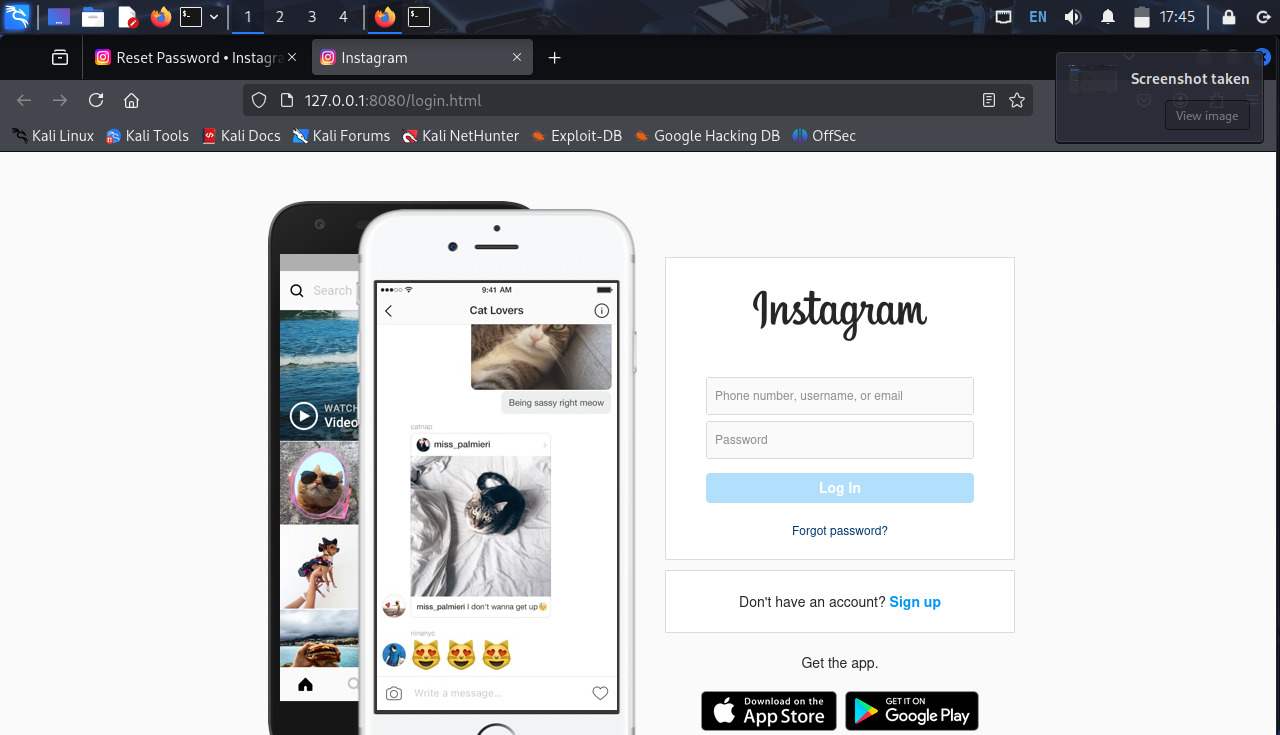 1 2 3 4 EN 17:45
Reset Password • Instagra
Instagram
Screenshot taken
View image
127.0.0.1:8080/login.html
Kali Linux Kali Tools Kali Docs Kali Forums Kali NetHunter Exploit-DB Google Hacking DB OffSec
9:41 AM
Search
Cat Lovers
WATCH
Video
Being sassy right meow
catnap
miss_palmieri
miss_palmieri I don't wanna get up
ninanyc
Write a message...
Instagram
Phone number, username, or email
Password
Log In
Forgot password?
Don't have an account? Sign up
Get the app.
Download on the
App Store
GET IT ON
Google Play